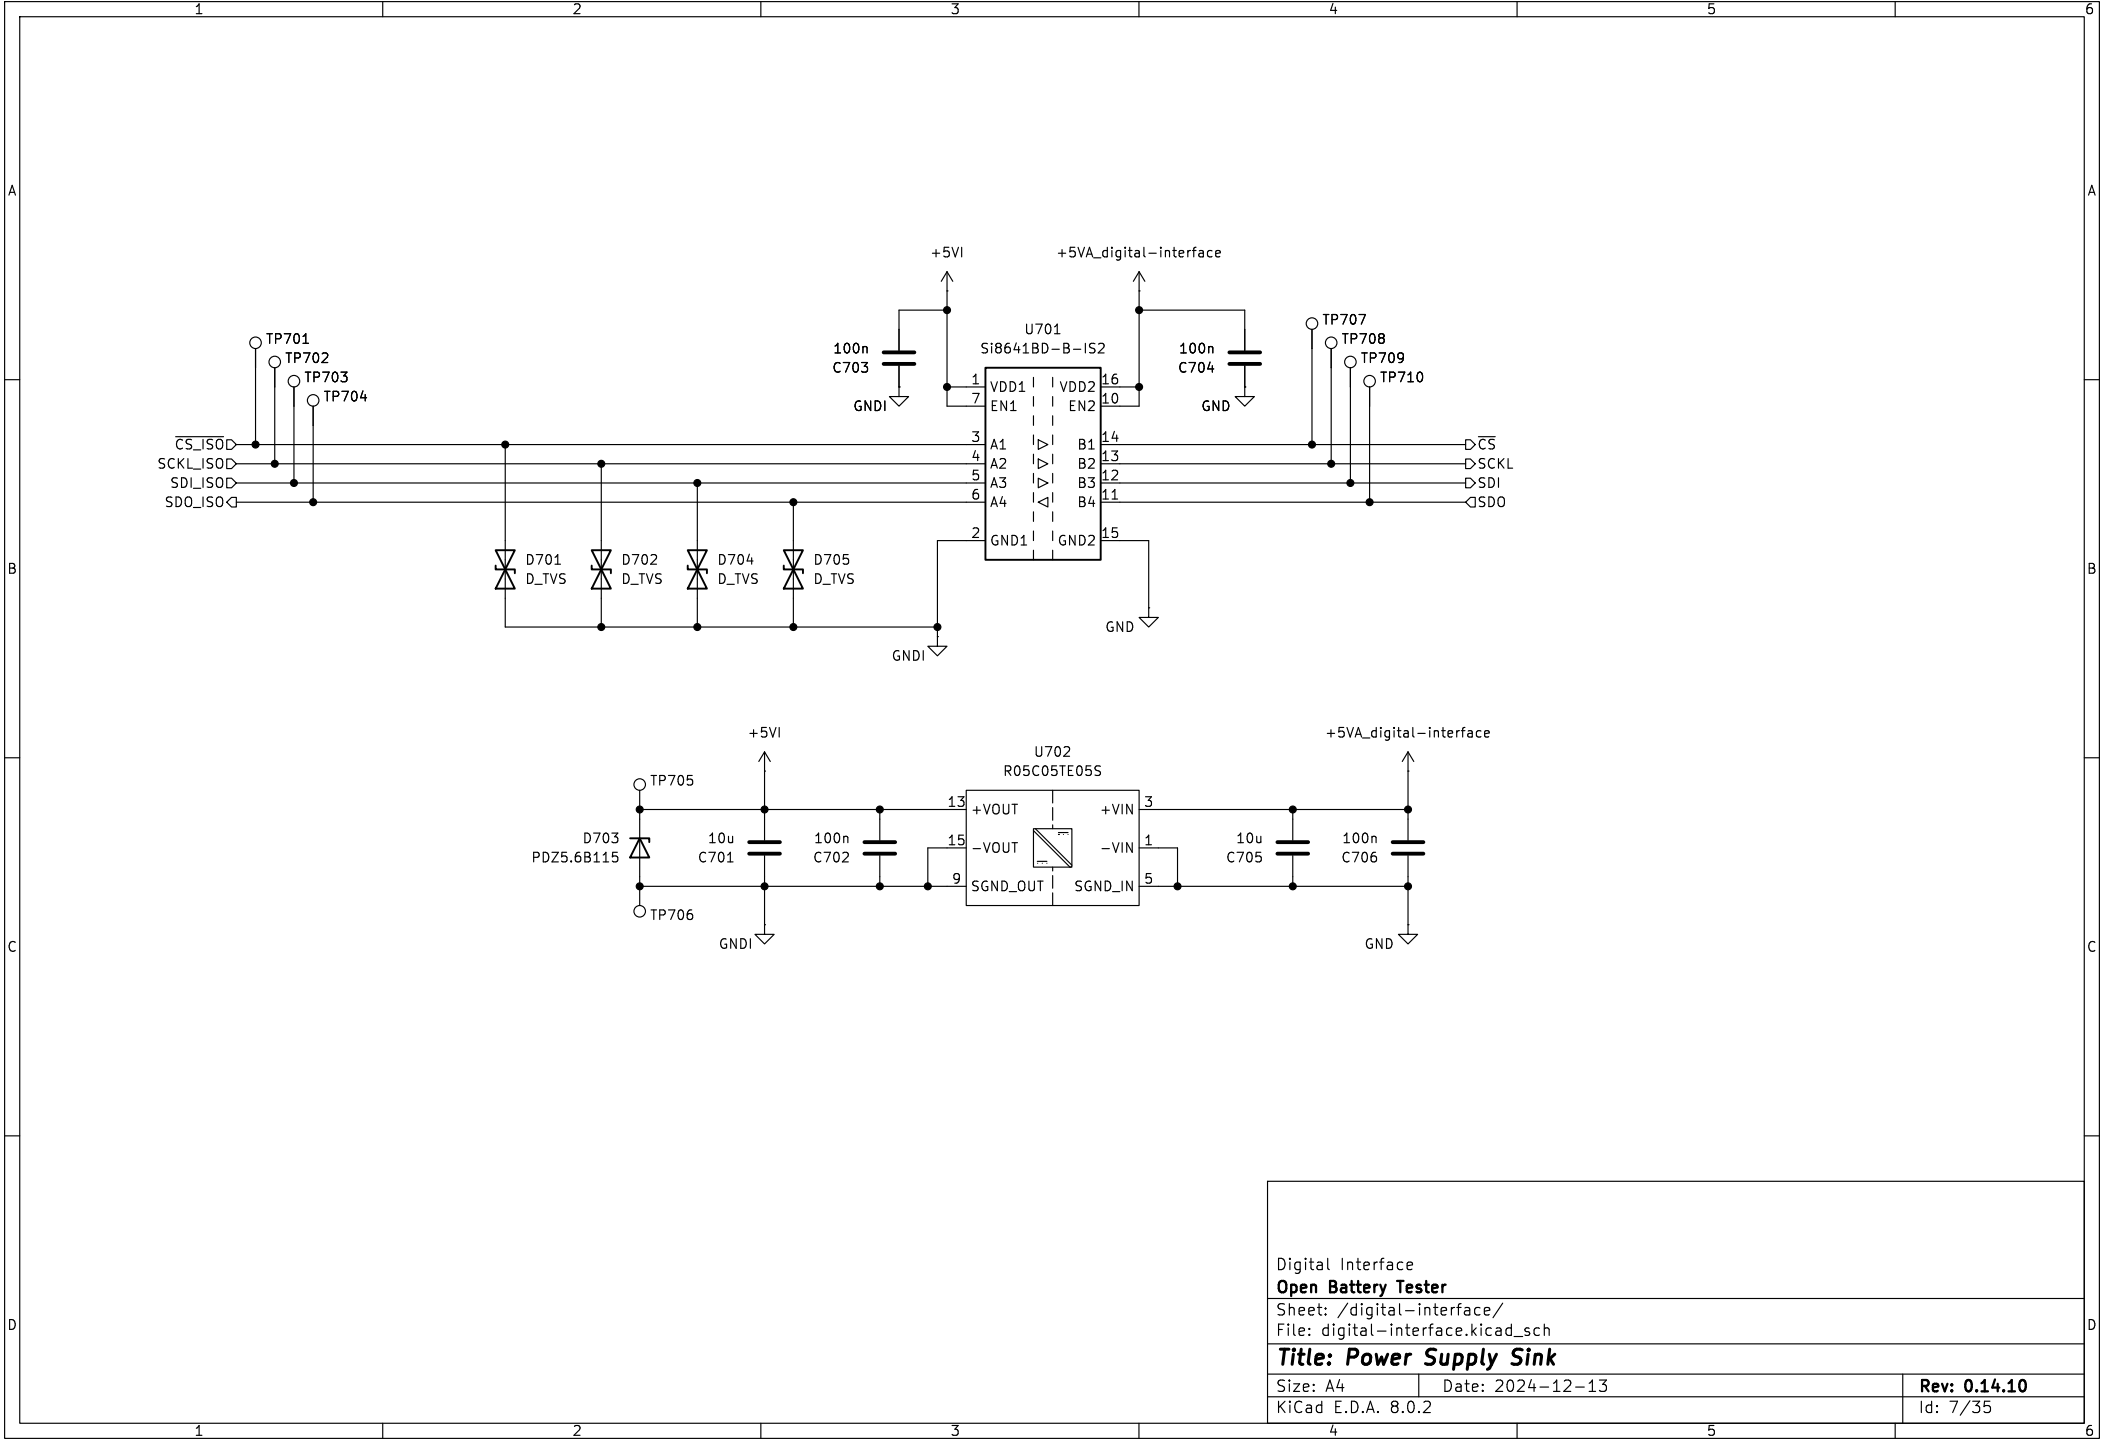 1 2 3 4 5 6
A A
+5VI +5VA_digital-interface
TP701
TP702
TP703
TP704
100n
C703
GNDI
U701
Si8641BD-B-IS2
100n
C704
GND
TP707
TP708
TP709
TP710
1 VDD1 VDD2 16
7 EN1 EN2 10
CS_ISO 3 A1 B1 14 CS
SCKL_ISO 4 A2 B2 13 SCKL
SDI_ISO 5 A3 B3 12 SDI
SDO_ISO 6 A4 B4 11 SDO
2 GND1 GND2 15
B B
D701
D_TVS
D702
D_TVS
D704
D_TVS
D705
D_TVS
GND
GNDI
+5VI +5VA_digital-interface
U702
R05C05TE05S
TP705
13 +VOUT +VIN 3
D703
PDZ5.6B115
10u
C701
100n
C702
15 -VOUT -VIN 1
10u
C705
100n
C706
9 SGND_OUT SGND_IN 5
TP706
GNDI GND
C C
Digital Interface
Open Battery Tester
Sheet: /digital-interface/
File: digital-interface.kicad_sch
D D
Title: Power Supply Sink
Size: A4 Date: 2024-12-13 Rev: 0.14.10
KiCad E.D.A. 8.0.2 Id: 7/35
1 2 3 4 5 6